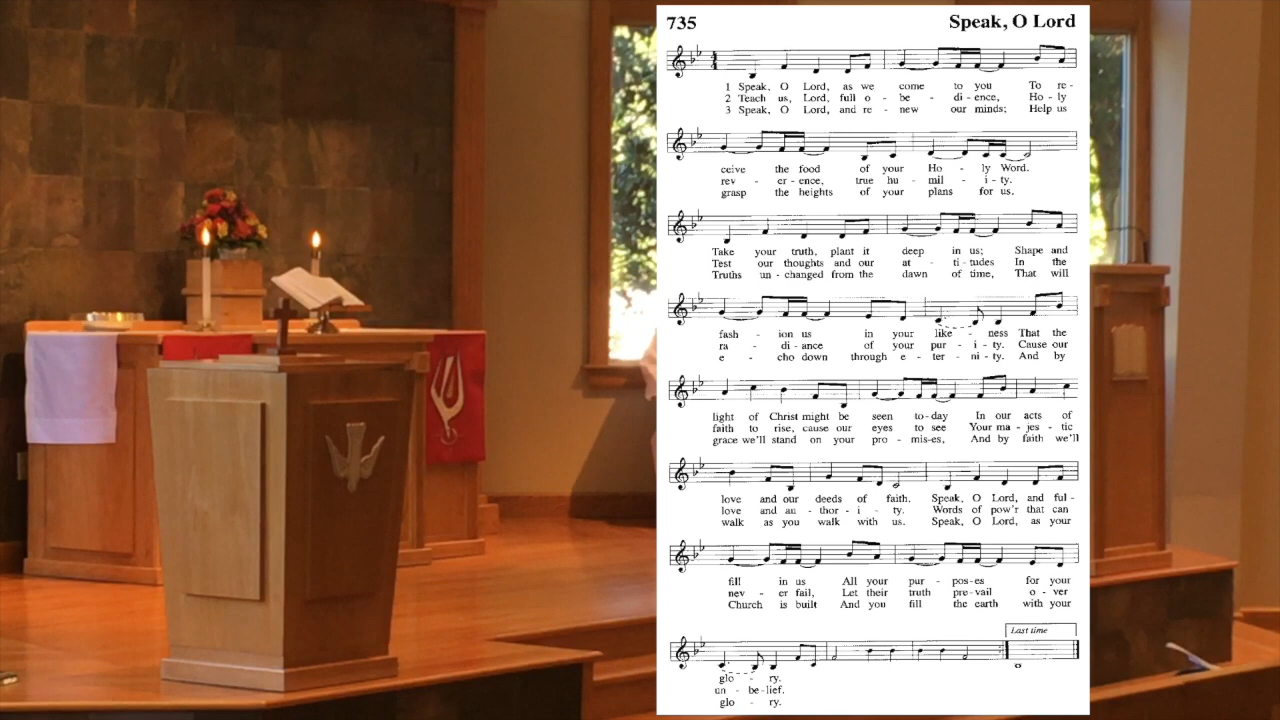 735 Speak, O Lord
1 Speak, O Lord, as we come to you To re -
2 Teach us, Lord, full o - be - di - ence, Ho - ly
3 Speak, O Lord, and re - new our minds; Help us
ceive the food of your Ho - ly Word.
rev - er - ence, true hu - mil - i - ty.
grasp the heights of your plans for us.
Take your truth, plant it deep in us; Shape and
Test our thoughts and our at - ti - tudes In the
Truths un - changed from the dawn of time, That will
fash - ion us in your like - ness That the
ra - di - ance of your pur - i - ty. Cause our
e - cho down through e - ter - ni - ty. And by
light of Christ might be seen to - day In our acts of
faith to rise, cause our eyes to see Your ma - jes - tic
grace we'll stand on your pro - mis - es, And by faith we'll
love and our deeds of faith. Speak, O Lord, and ful -
love and au - thor - i - ty. Words of pow'r that can
walk as you walk with us. Speak, O Lord, as your
fill in us All your pur - pos - es for your
nev - er fail, Let their truth pre - vail o - ver
Church is built And you fill the earth with your
Last time
glo - ry.
un - be - lief.
glo - ry.